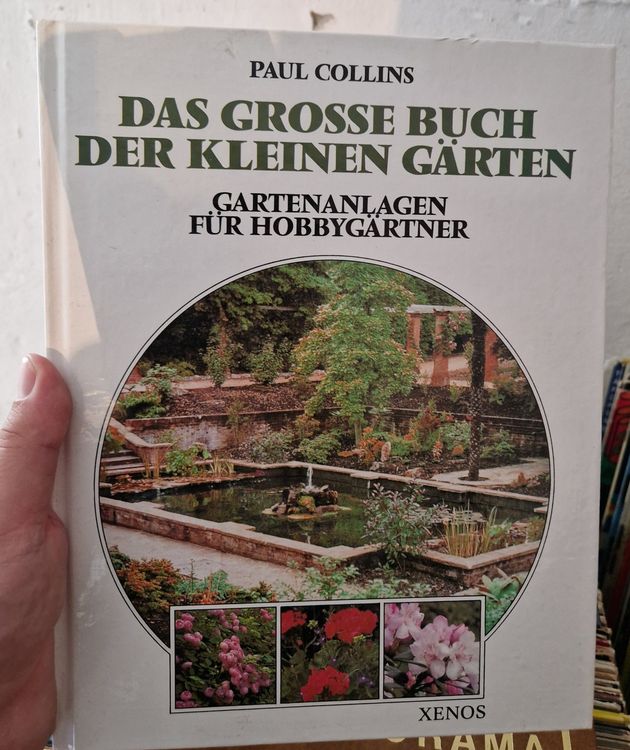 PAUL COLLINS
DAS GROSSE BUCH
DER KLEINEN GÄRTEN
GARTENANLAGEN
FÜR HOBBYGÄRTNER
XENOS